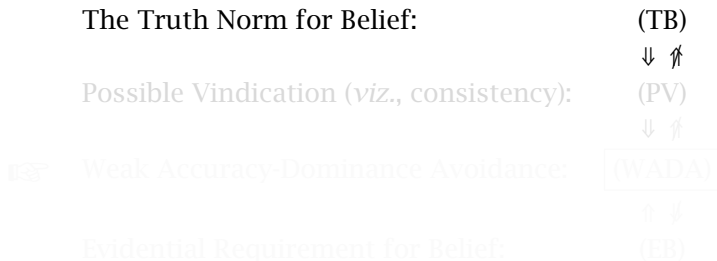 The Truth Norm for Belief: (TB)
⇓ ⇑̸
Possible Vindication (viz., consistency): (PV)
⇓ ⇑̸
☞ Weak Accuracy-Dominance Avoidance: (WADA)
⇑ ⇓̸
Evidential Requirement for Belief: (EB)